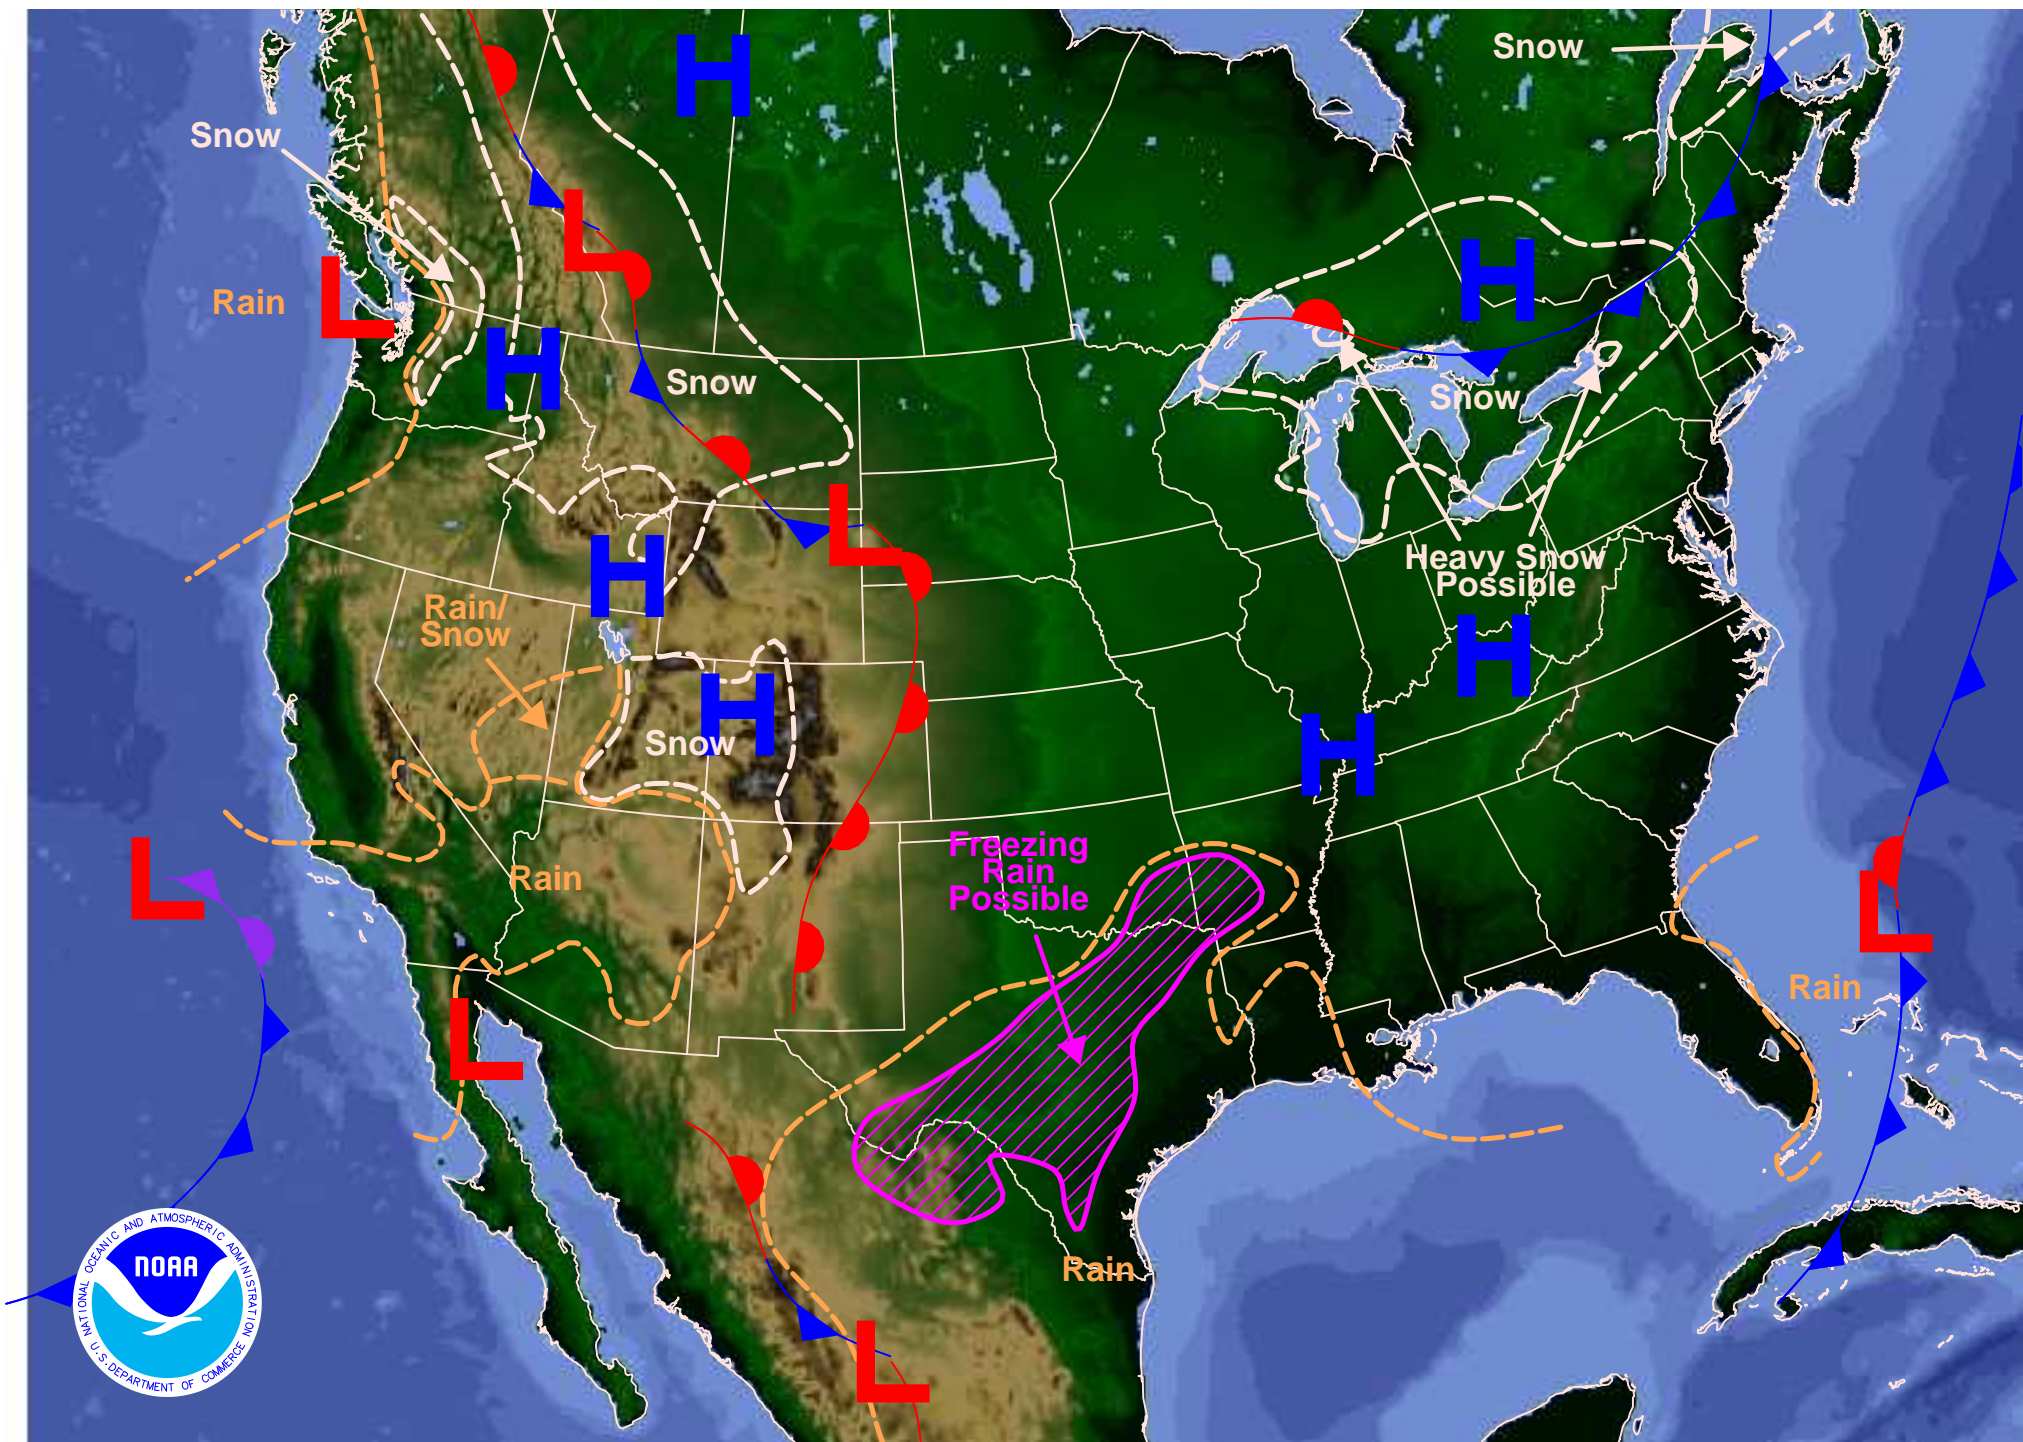 Snow
H
Snow
L
H
Rain
L
H
H
Snow
Snow
L
Heavy Snow
Possible
H
Rain/
Snow
H
H
Snow
H
Freezing
Rain
Possible
L
Rain
L
Rain
L
Rain
L
NOAA
NATIONAL OCEANIC AND ATMOSPHERIC ADMINISTRATION
U.S. DEPARTMENT OF COMMERCE